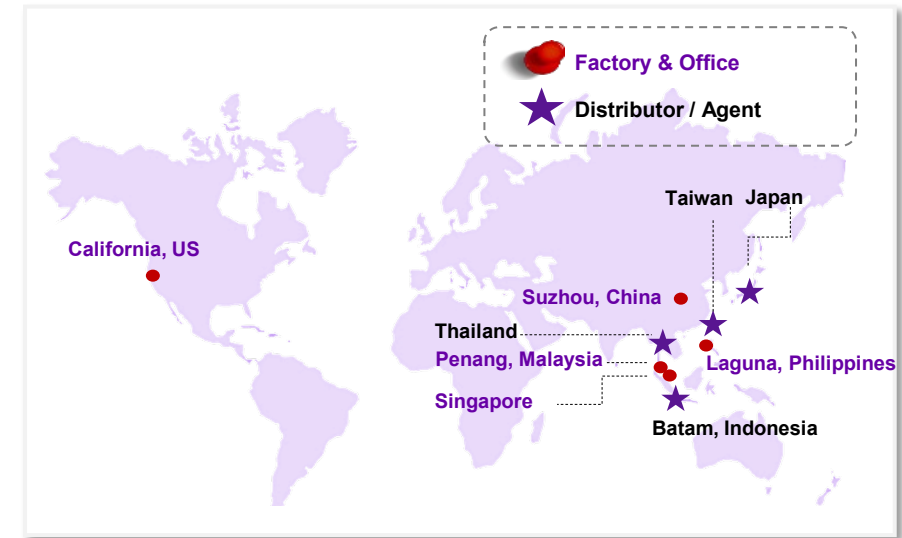 Factory & Office
Distributor / Agent
Taiwan
Japan
California, US
Suzhou, China
Thailand
Penang, Malaysia
Laguna, Philippines
Singapore
Batam, Indonesia